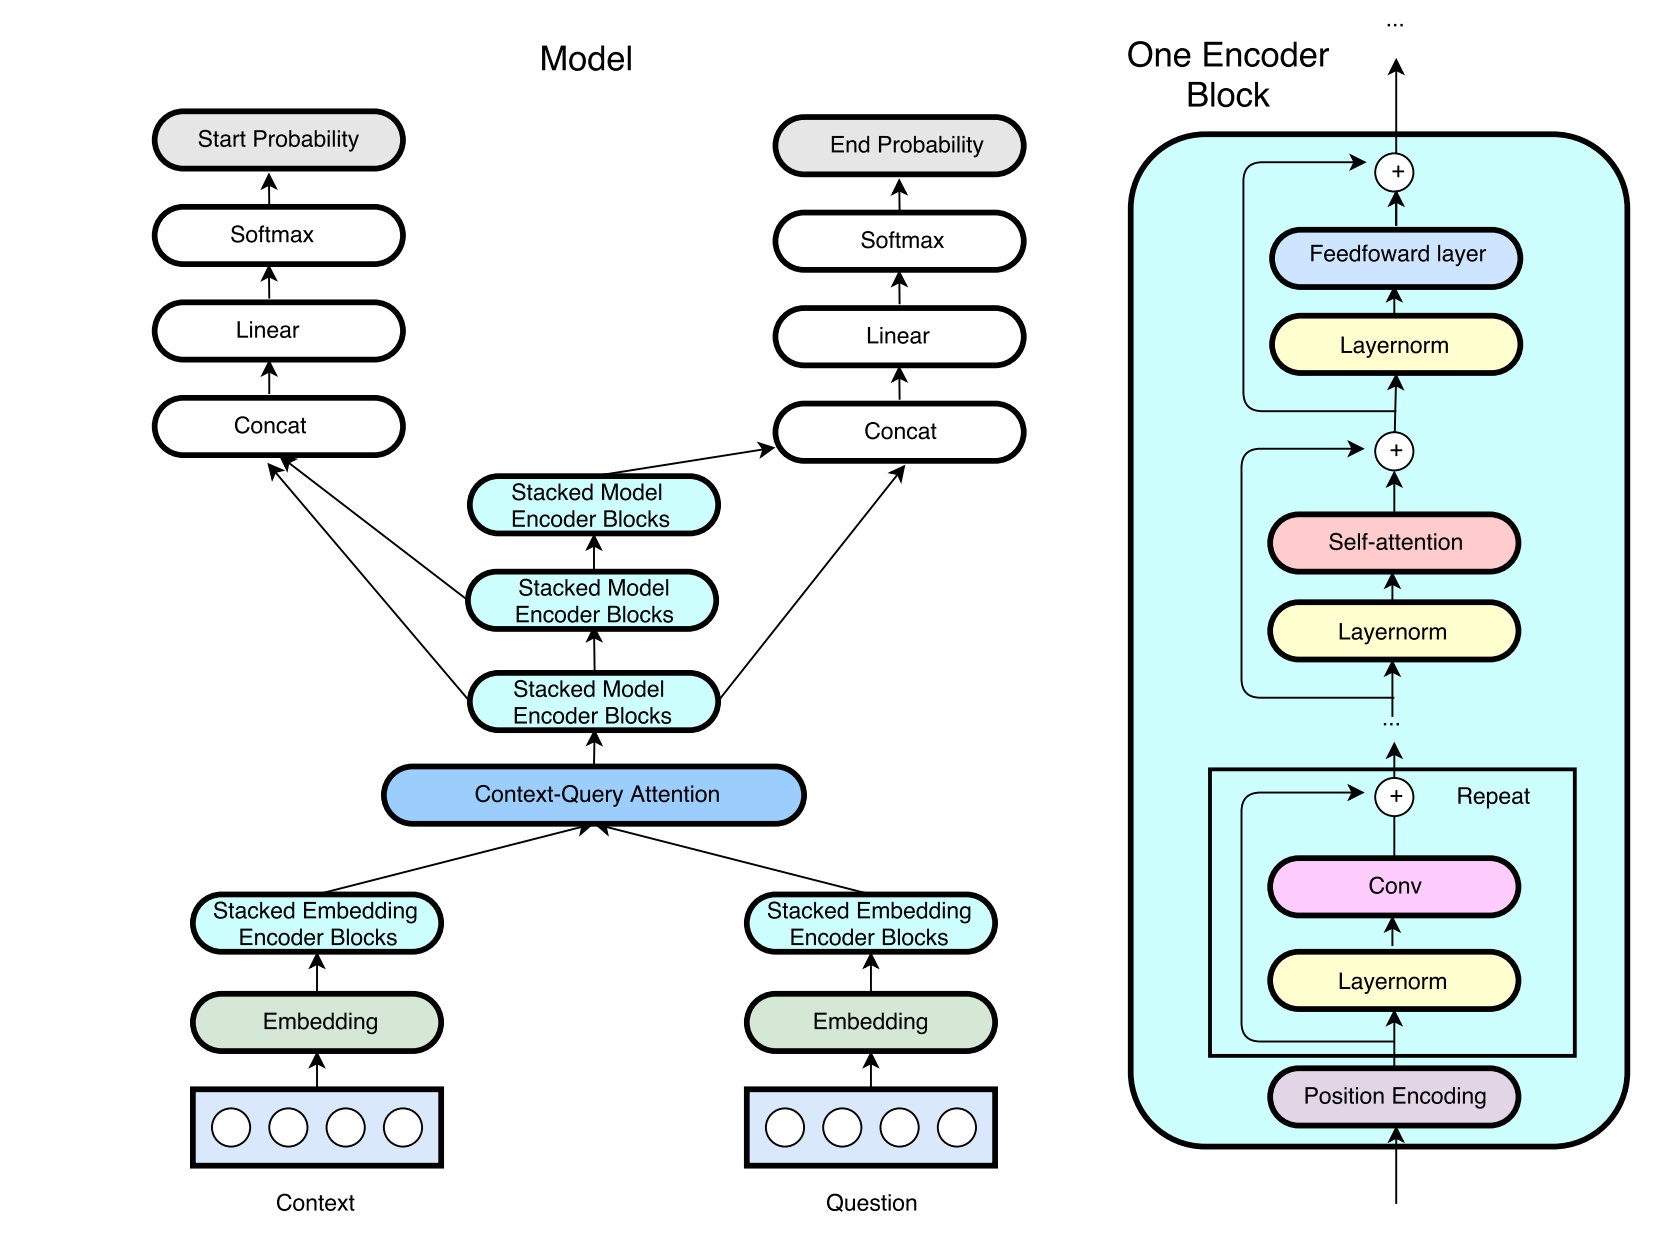 Model
Start Probability
Softmax
Linear
Concat
End Probability
Softmax
Linear
Concat
Stacked Model
Encoder Blocks
Stacked Model
Encoder Blocks
Stacked Model
Encoder Blocks
Context-Query Attention
Stacked Embedding
Encoder Blocks
Embedding
Context
Stacked Embedding
Encoder Blocks
Embedding
Question
One Encoder
Block
...
+
Feedfoward layer
Layernorm
+
Self-attention
Layernorm
...
+
Repeat
Conv
Layernorm
Position Encoding